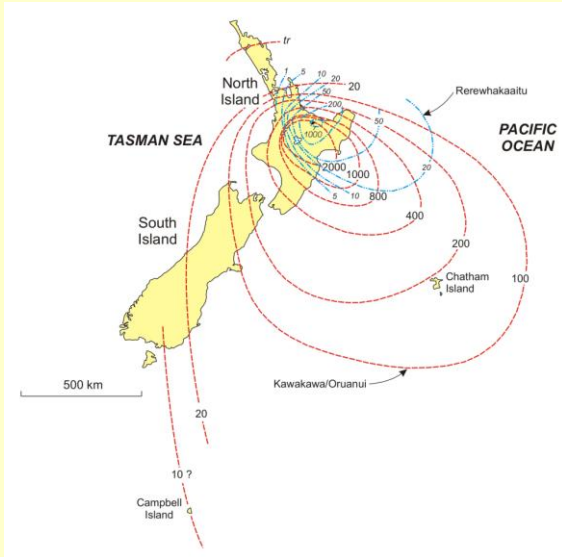 tr
North
Island
1
5
10
20
20
50
200
Rerewhakaaitu
TASMAN SEA
1000
50
PACIFIC
OCEAN
2000
1000
20
5
10
800
400
South
Island
200
Chatham
Island
100
500 km
Kawakawa/Oruanui
20
10 ?
Campbell
Island